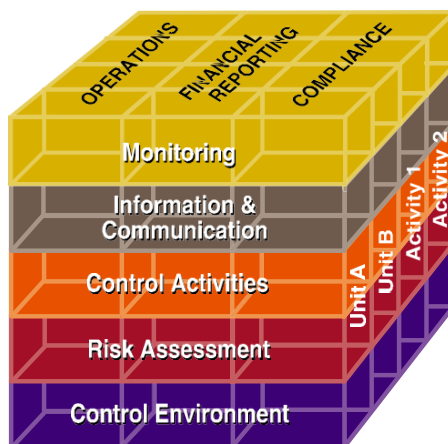 OPERATIONS
FINANCIAL
REPORTING
COMPLIANCE
Monitoring
Information &
Communication
Control Activities
Risk Assessment
Control Environment
Unit A
Unit B
Activity 1
Activity 2